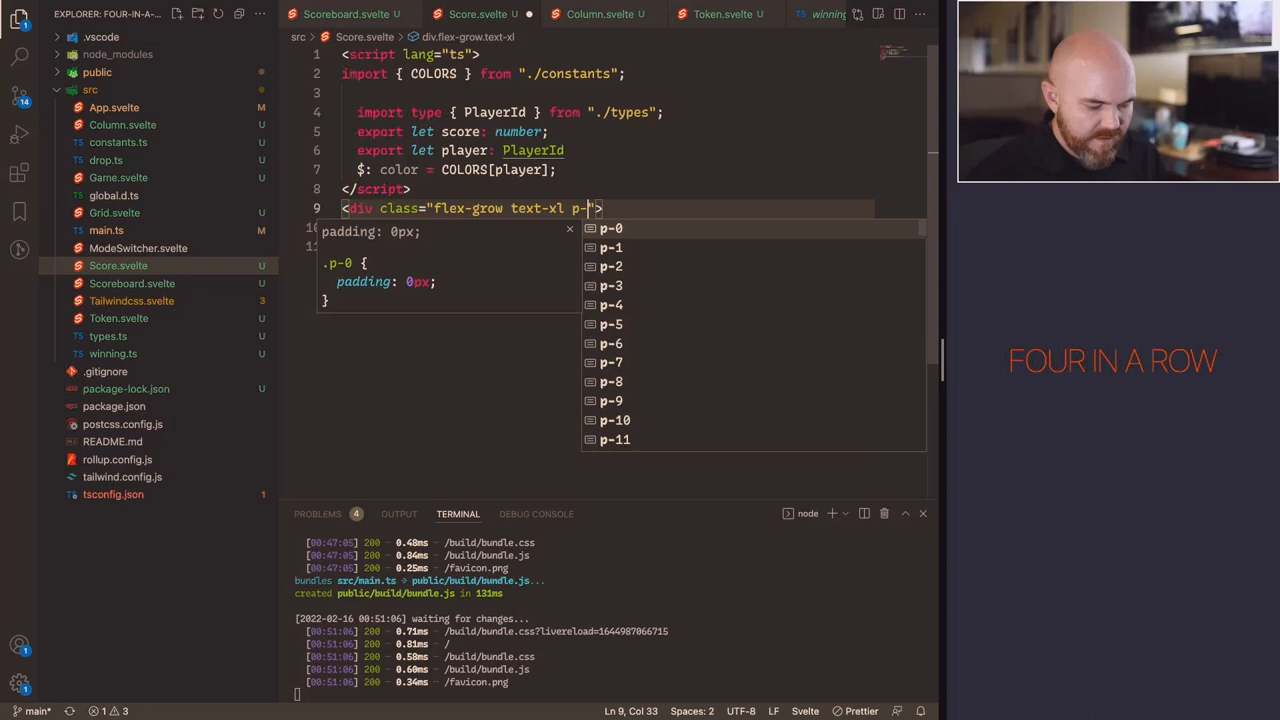 EXPLORER: FOUR-IN-A-...
Scoreboard.svelte U
Score.svelte U
Column.svelte U
Token.svelte U
TS winning
src > Score.svelte > div.flex-grow.text-xl
.vscode
node_modules
public
src
App.svelte M
Column.svelte U
TS constants.ts U
TS drop.ts U
Game.svelte U
TS global.d.ts
Grid.svelte U
TS main.ts M
ModeSwitcher.svelte
Score.svelte U
Scoreboard.svelte U
Tailwindcss.svelte 3
Token.svelte U
TS types.ts U
TS winning.ts U
.gitignore
package-lock.json U
package.json M
postcss.config.js
README.md
rollup.config.js
tailwind.config.js
tsconfig.json 1
14
1
1
1 <script lang="ts">
2 import { COLORS } from "./constants";
3
4 import type { PlayerId } from "./types";
5 export let score: number;
6 export let player: PlayerId
7 $: color = COLORS[player];
8 </script>
9 <div class="flex-grow text-xl p-">
padding: 0px;
.p-0 {
padding: 0px;
}
p-0
p-1
p-2
p-3
p-4
p-5
p-6
p-7
p-8
p-9
p-10
p-11
PROBLEMS 4 OUTPUT TERMINAL DEBUG CONSOLE
node
[00:47:05] 200 — 0.48ms — /build/bundle.css
[00:47:05] 200 — 0.84ms — /build/bundle.js
[00:47:05] 200 — 0.25ms — /favicon.png
bundles src/main.ts → public/build/bundle.js...
created public/build/bundle.js in 131ms
[2022-02-16 00:51:06] waiting for changes...
[00:51:06] 200 — 0.71ms — /build/bundle.css?livereload=1644987066715
[00:51:06] 200 — 0.81ms — /
[00:51:06] 200 — 0.58ms — /build/bundle.css
[00:51:06] 200 — 0.60ms — /build/bundle.js
[00:51:06] 200 — 0.34ms — /favicon.png
main* 1 3
Ln 9, Col 33 Spaces: 2 UTF-8 LF Svelte Prettier
FOUR IN A ROW